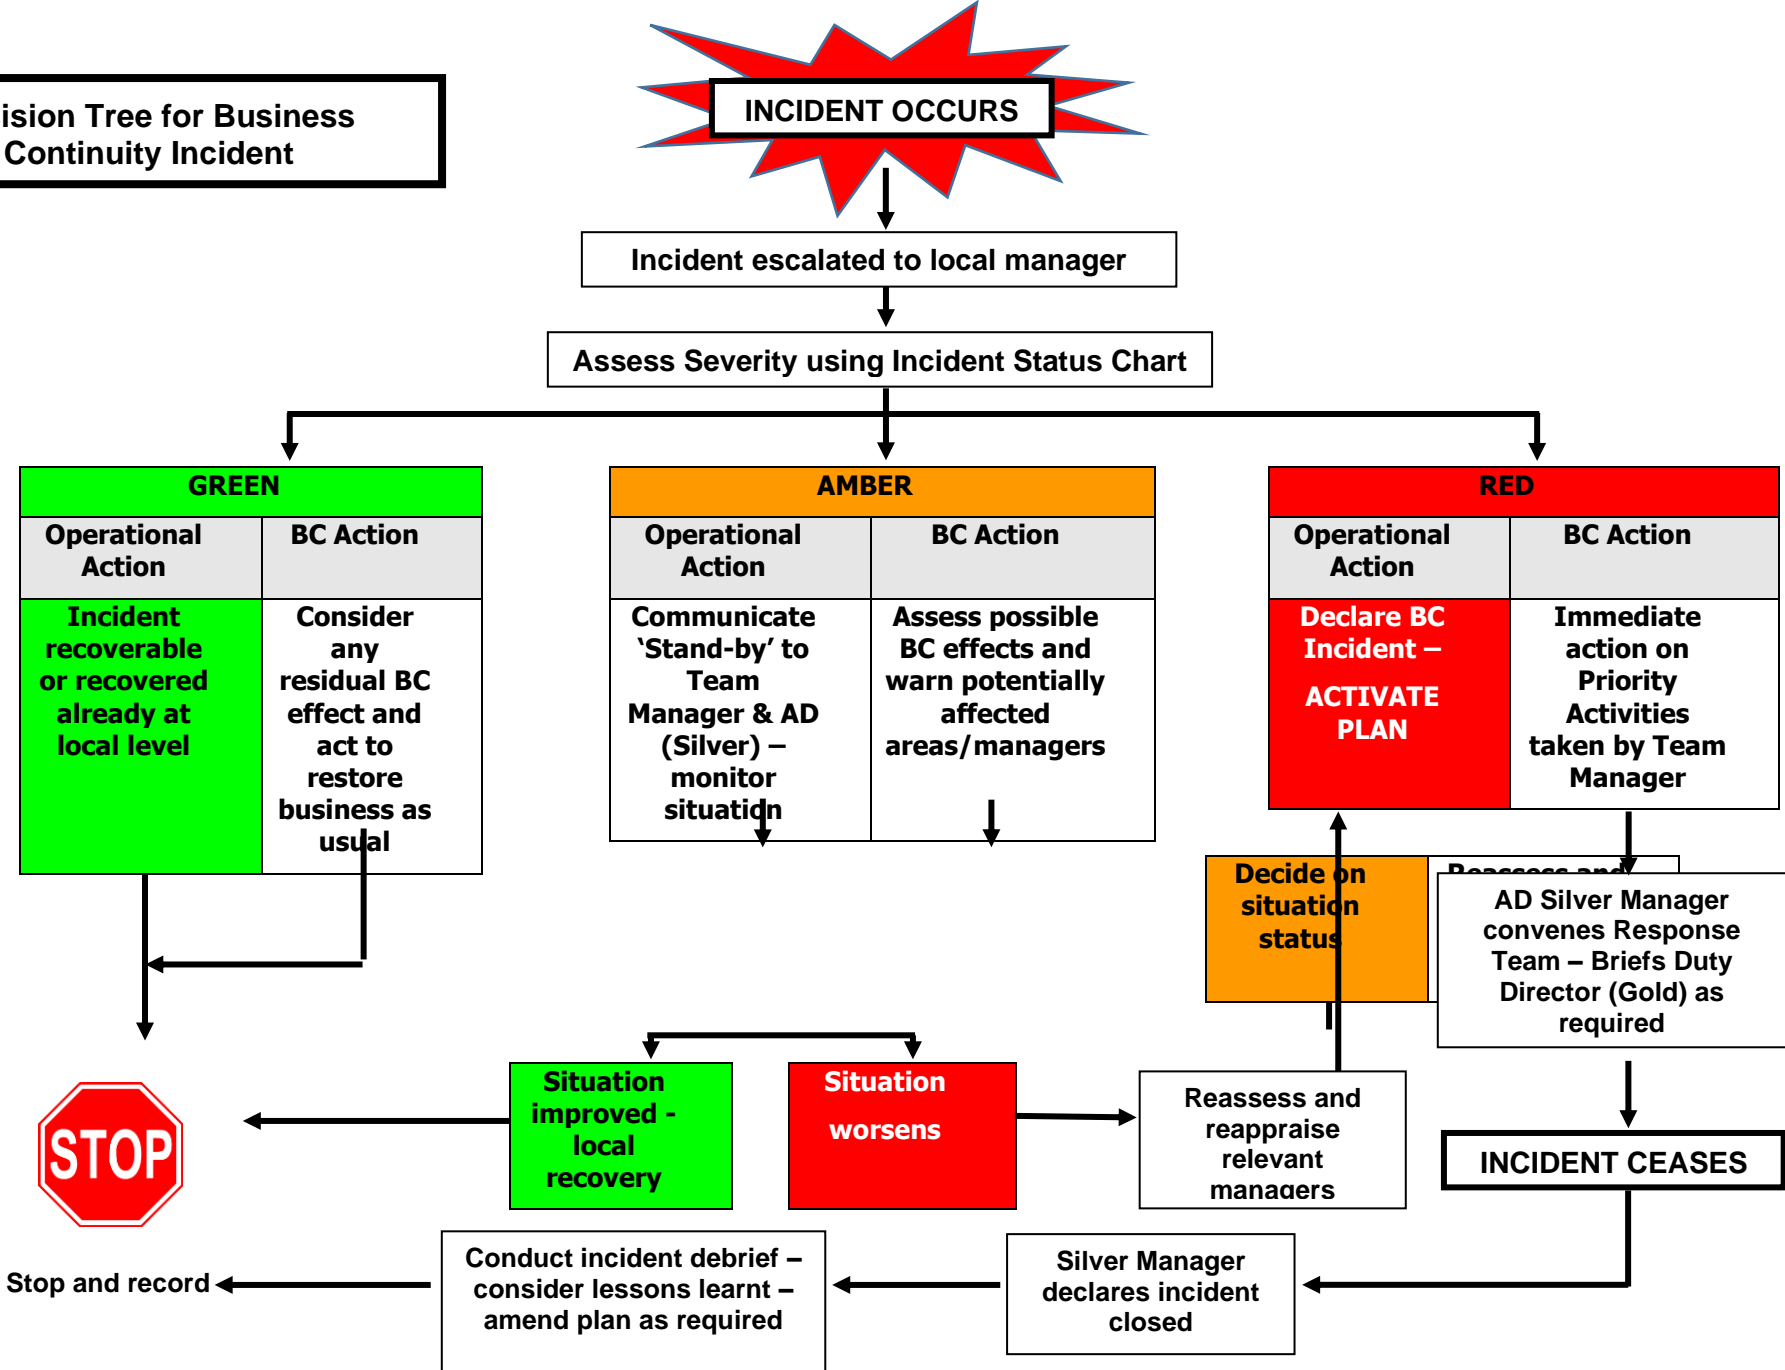 ision Tree for Business
Continuity Incident
INCIDENT OCCURS
Incident escalated to local manager
Assess Severity using Incident Status Chart
GREEN
Operational
Action
BC Action
Incident
recoverable
or recovered
already at
local level
Consider
any
residual BC
effect and
act to
restore
business as
usual
AMBER
Operational
Action
BC Action
Communicate
‘Stand-by’ to
Team
Manager & AD
(Silver) –
monitor
situation
Assess possible
BC effects and
warn potentially
affected
areas/managers
RED
Operational
Action
BC Action
Declare BC
Incident –
ACTIVATE
PLAN
Immediate
action on
Priority
Activities
taken by Team
Manager
Decide on
situation
status
Reassess and
AD Silver Manager
convenes Response
Team – Briefs Duty
Director (Gold) as
required
Situation
improved -
local
recovery
Situation
worsens
Reassess and
reappraise
relevant
managers
STOP
INCIDENT CEASES
Stop and record
Conduct incident debrief –
consider lessons learnt –
amend plan as required
Silver Manager
declares incident
closed